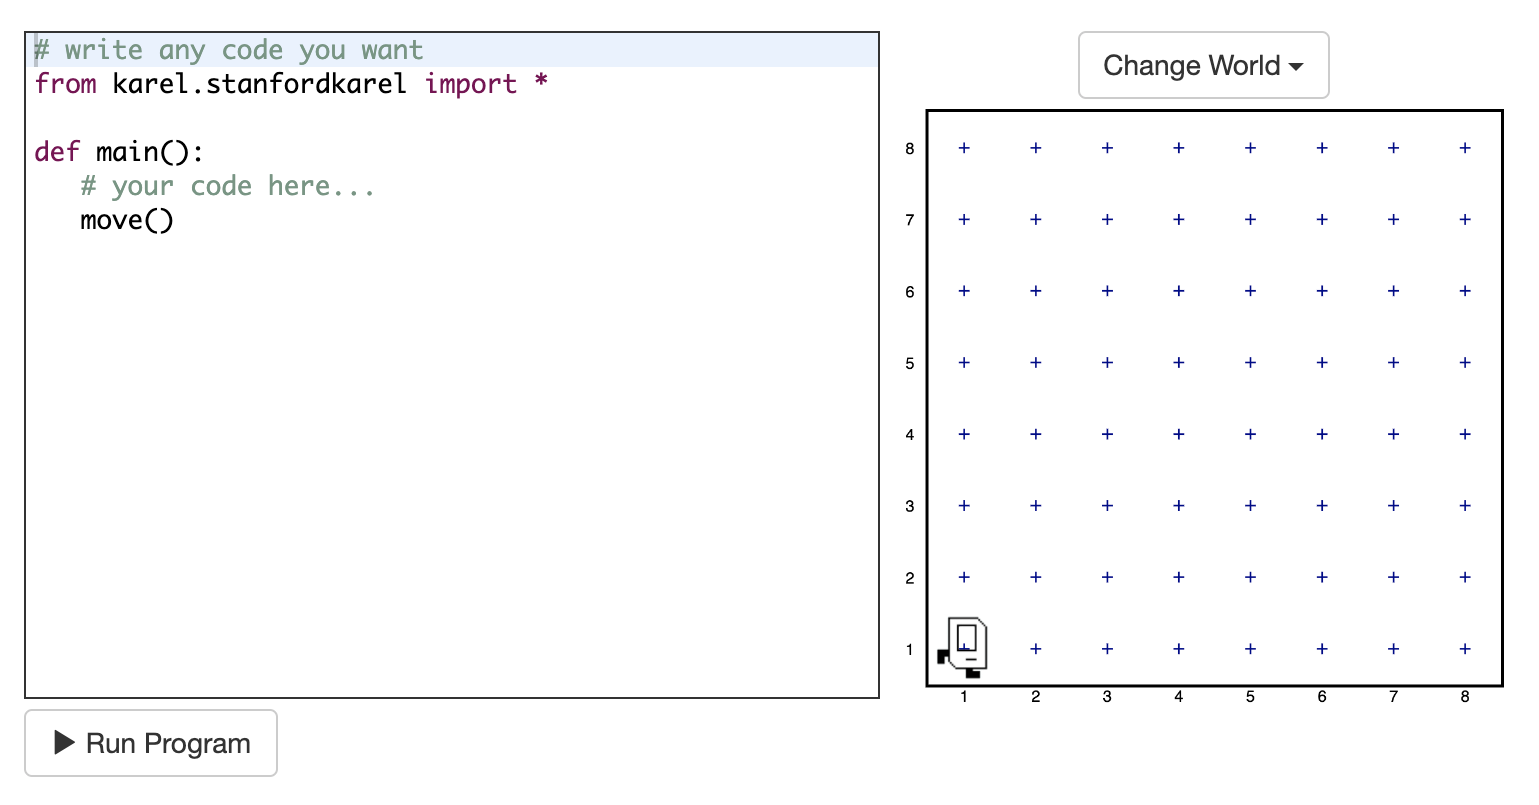 # write any code you want
from karel.stanfordkarel import *
def main():
# your code here...
move()
Run Program
Change World
8
7
6
5
4
3
2
1
1 2 3 4 5 6 7 8